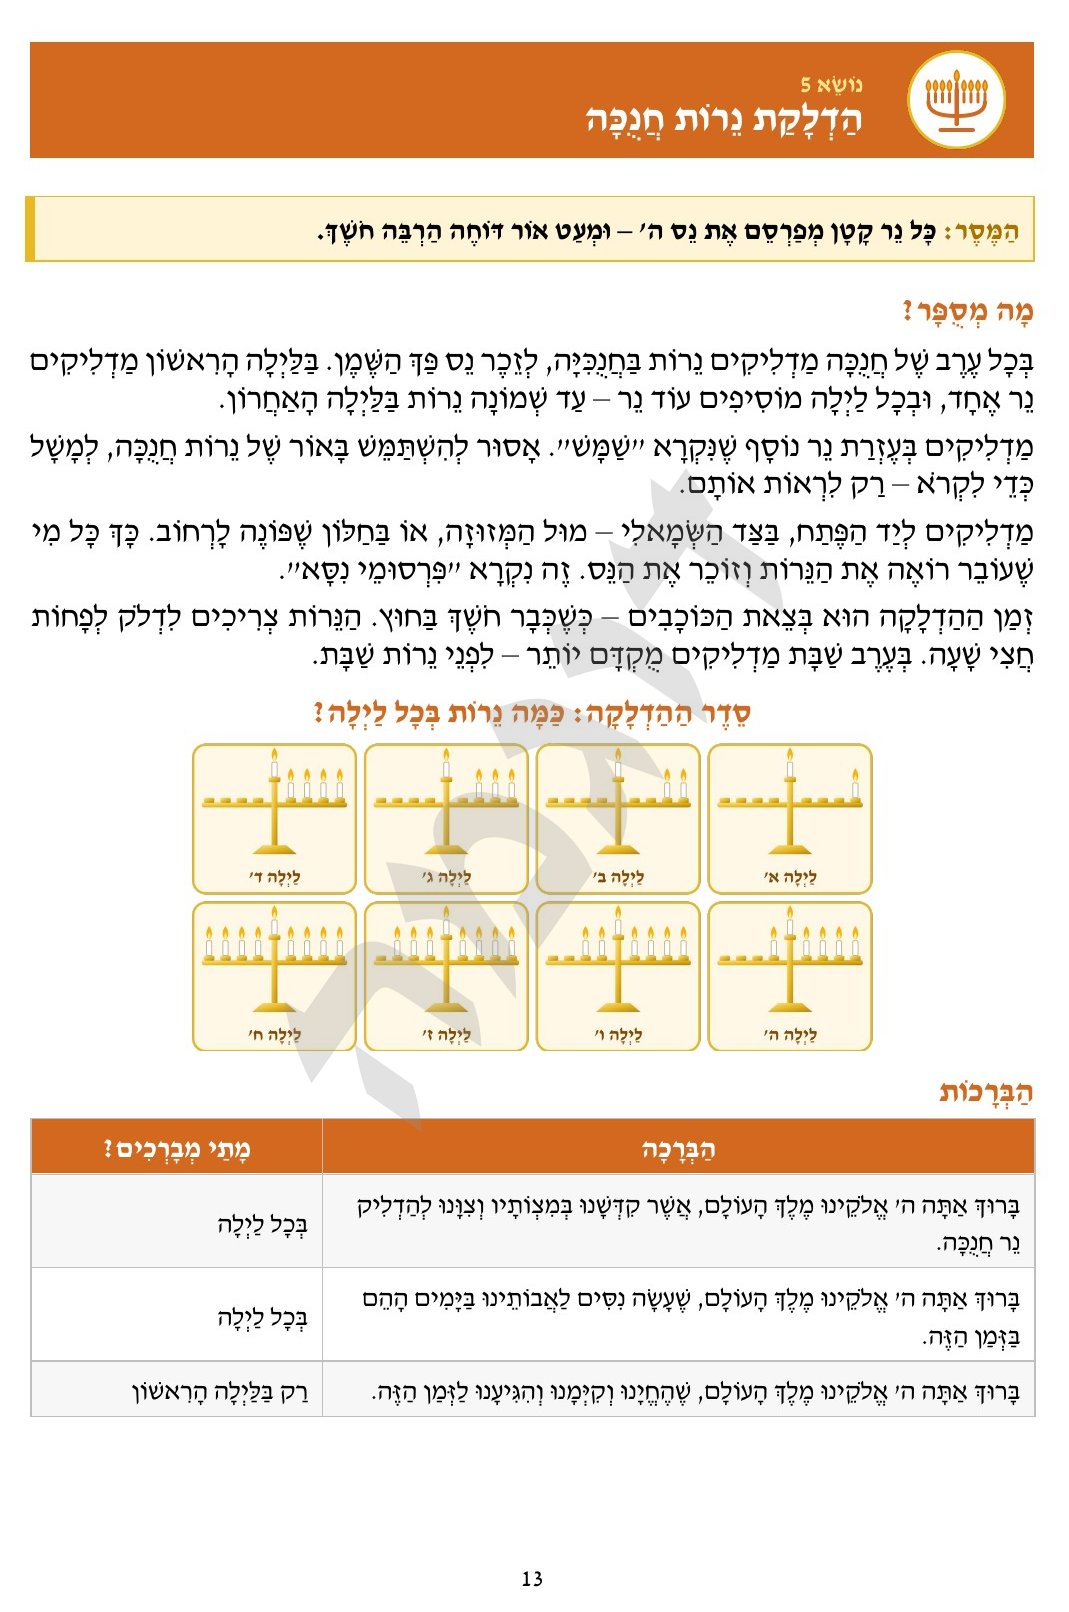 נוֹשֵׂא 5
הַדְלָקַת נֵרוֹת חֲנֻכָּה
הַמֶּסֶר: כָּל נֵר קָטָן מְפַרְסֵם אֶת נֵס ה׳ – וּמְעַט אוֹר דּוֹחֶה הַרְבֵּה חֹשֶׁךְ.
מָה מְסֻפָּר?
בְּכָל עֶרֶב שֶׁל חֲנֻכָּה מַדְלִיקִים נֵרוֹת בַּחֲנֻכִּיָּה, לְזֵכֶר נֵס פַּךְ הַשֶּׁמֶן. בַּלַּיְלָה הָרִאשׁוֹן מַדְלִיקִים
נֵר אֶחָד, וּבְכָל לַיְלָה מוֹסִיפִים עוֹד נֵר – עַד שְׁמוֹנָה נֵרוֹת בַּלַּיְלָה הָאַחֲרוֹן.
מַדְלִיקִים בְּעֶזְרַת נֵר נוֹסָף שֶׁנִּקְרָא ״שַׁמָּשׁ״. אָסוּר לְהִשְׁתַּמֵּשׁ בָּאוֹר שֶׁל נֵרוֹת חֲנֻכָּה, לְמָשָׁל
כְּדֵי לִקְרֹא – רַק לִרְאוֹת אוֹתָם.
מַדְלִיקִים לְיַד הַפֶּתַח, בַּצַּד הַשְּׂמָאלִי – מוּל הַמְּזוּזָה, אוֹ בַּחַלּוֹן שֶׁפּוֹנֶה לָרְחוֹב. כָּךְ כָּל מִי
שֶׁעוֹבֵר רוֹאֶה אֶת הַנֵּרוֹת וְזוֹכֵר אֶת הַנֵּס. זֶה נִקְרָא ״פִּרְסוּמֵי נִסָּא״.
זְמַן הַהַדְלָקָה הוּא בְּצֵאת הַכּוֹכָבִים – כְּשֶׁכְּבָר חֹשֶׁךְ בַּחוּץ. הַנֵּרוֹת צְרִיכִים לִדְלֹק לְפָחוֹת
חֲצִי שָׁעָה. בְּעֶרֶב שַׁבָּת מַדְלִיקִים מֻקְדָּם יוֹתֵר – לִפְנֵי נֵרוֹת שַׁבָּת.
סֵדֶר הַהַדְלָקָה: כַּמָּה נֵרוֹת בְּכָל לַיְלָה?
לַיְלָה א׳
לַיְלָה ב׳
לַיְלָה ג׳
לַיְלָה ד׳
לַיְלָה ה׳
לַיְלָה ו׳
לַיְלָה ז׳
לַיְלָה ח׳
הַבְּרָכוֹת
הַבְּרָכָה מָתַי מְבָרְכִים?
בָּרוּךְ אַתָּה ה׳ אֱלֹקֵינוּ מֶלֶךְ הָעוֹלָם, אֲשֶׁר קִדְּשָׁנוּ בְּמִצְוֹתָיו וְצִוָּנוּ לְהַדְלִיק
נֵר חֲנֻכָּה.
בְּכָל לַיְלָה
בָּרוּךְ אַתָּה ה׳ אֱלֹקֵינוּ מֶלֶךְ הָעוֹלָם, שֶׁעָשָׂה נִסִּים לַאֲבוֹתֵינוּ בַּיָּמִים הָהֵם
בַּזְּמַן הַזֶּה.
בְּכָל לַיְלָה
בָּרוּךְ אַתָּה ה׳ אֱלֹקֵינוּ מֶלֶךְ הָעוֹלָם, שֶׁהֶחֱיָנוּ וְקִיְּמָנוּ וְהִגִּיעָנוּ לַזְּמַן הַזֶּה.
רַק בַּלַּיְלָה הָרִאשׁוֹן
דוגמה
13